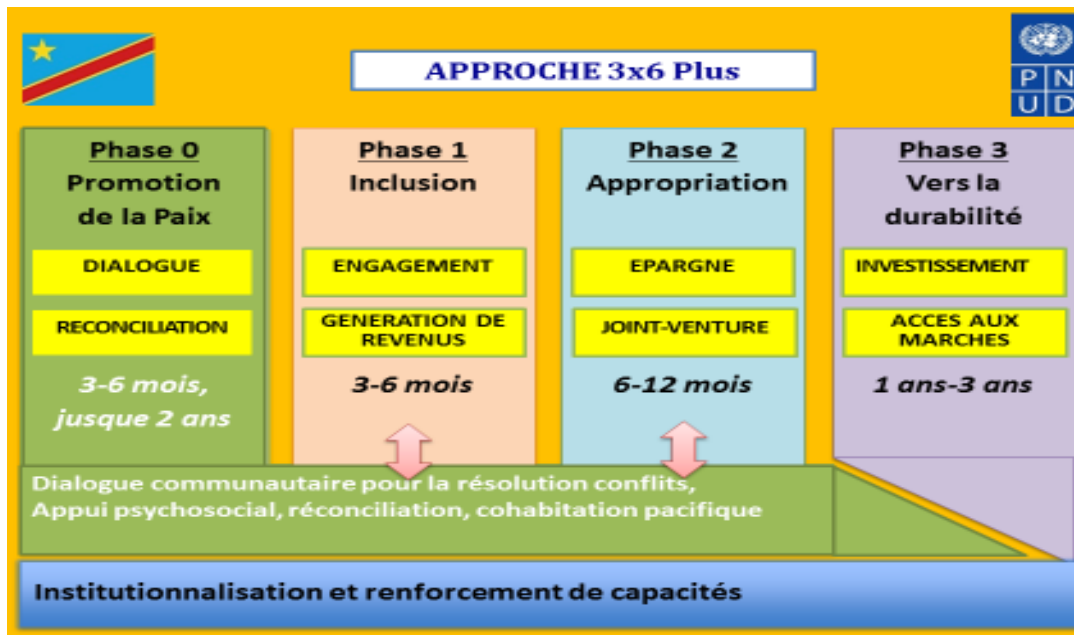 APPROCHE 3x6 Plus
P N
U D
Phase 0
Promotion
de la Paix
DIALOGUE
RECONCILIATION
3-6 mois,
jusque 2 ans
Phase 1
Inclusion
ENGAGEMENT
GENERATION DE
REVENUS
3-6 mois
Phase 2
Appropriation
EPARGNE
JOINT-VENTURE
6-12 mois
Phase 3
Vers la
durabilité
INVESTISSEMENT
ACCES AUX
MARCHES
1 ans-3 ans
Dialogue communautaire pour la résolution conflits,
Appui psychosocial, réconciliation, cohabitation pacifique
Institutionnalisation et renforcement de capacités